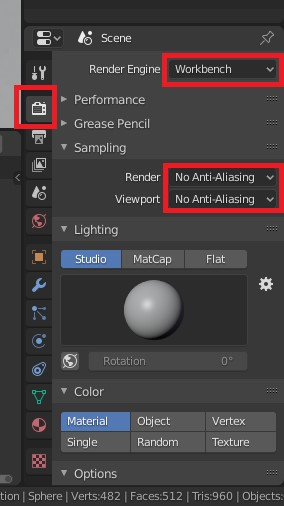 Scene
Render Engine Workbench
Performance
Grease Pencil
Sampling
Render No Anti-Aliasing
Viewport No Anti-Aliasing
Lighting
Studio MatCap Flat
Rotation 0°
Color
Material Object Vertex
Single Random Texture
Options
tion | Sphere | Verts:482 | Faces:512 | Tris:960 | Objects: